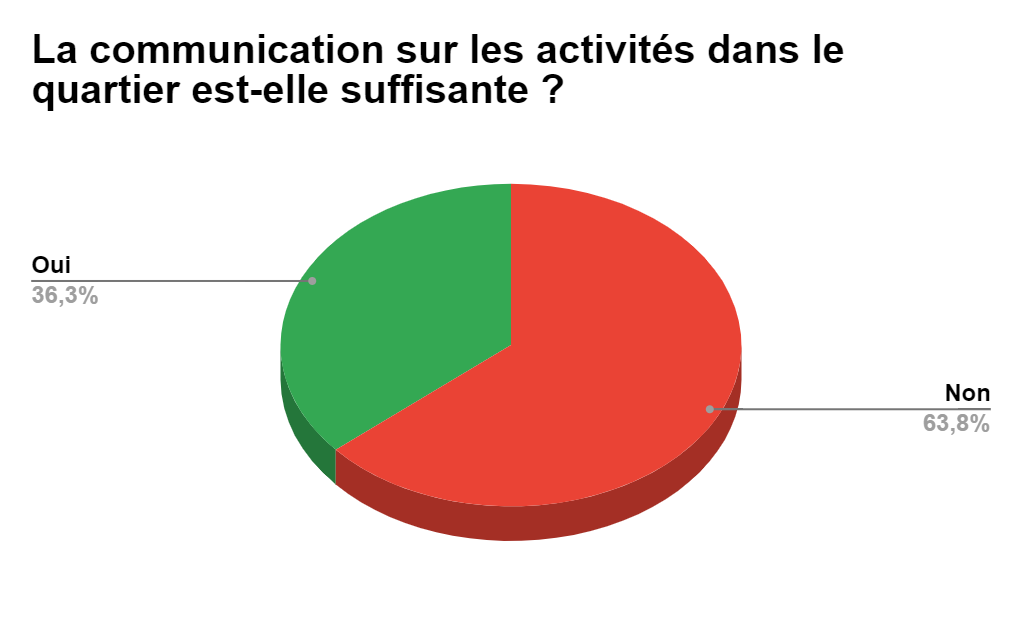 La communication sur les activités dans le
quartier est-elle suffisante ?
Oui
36,3%
Non
63,8%